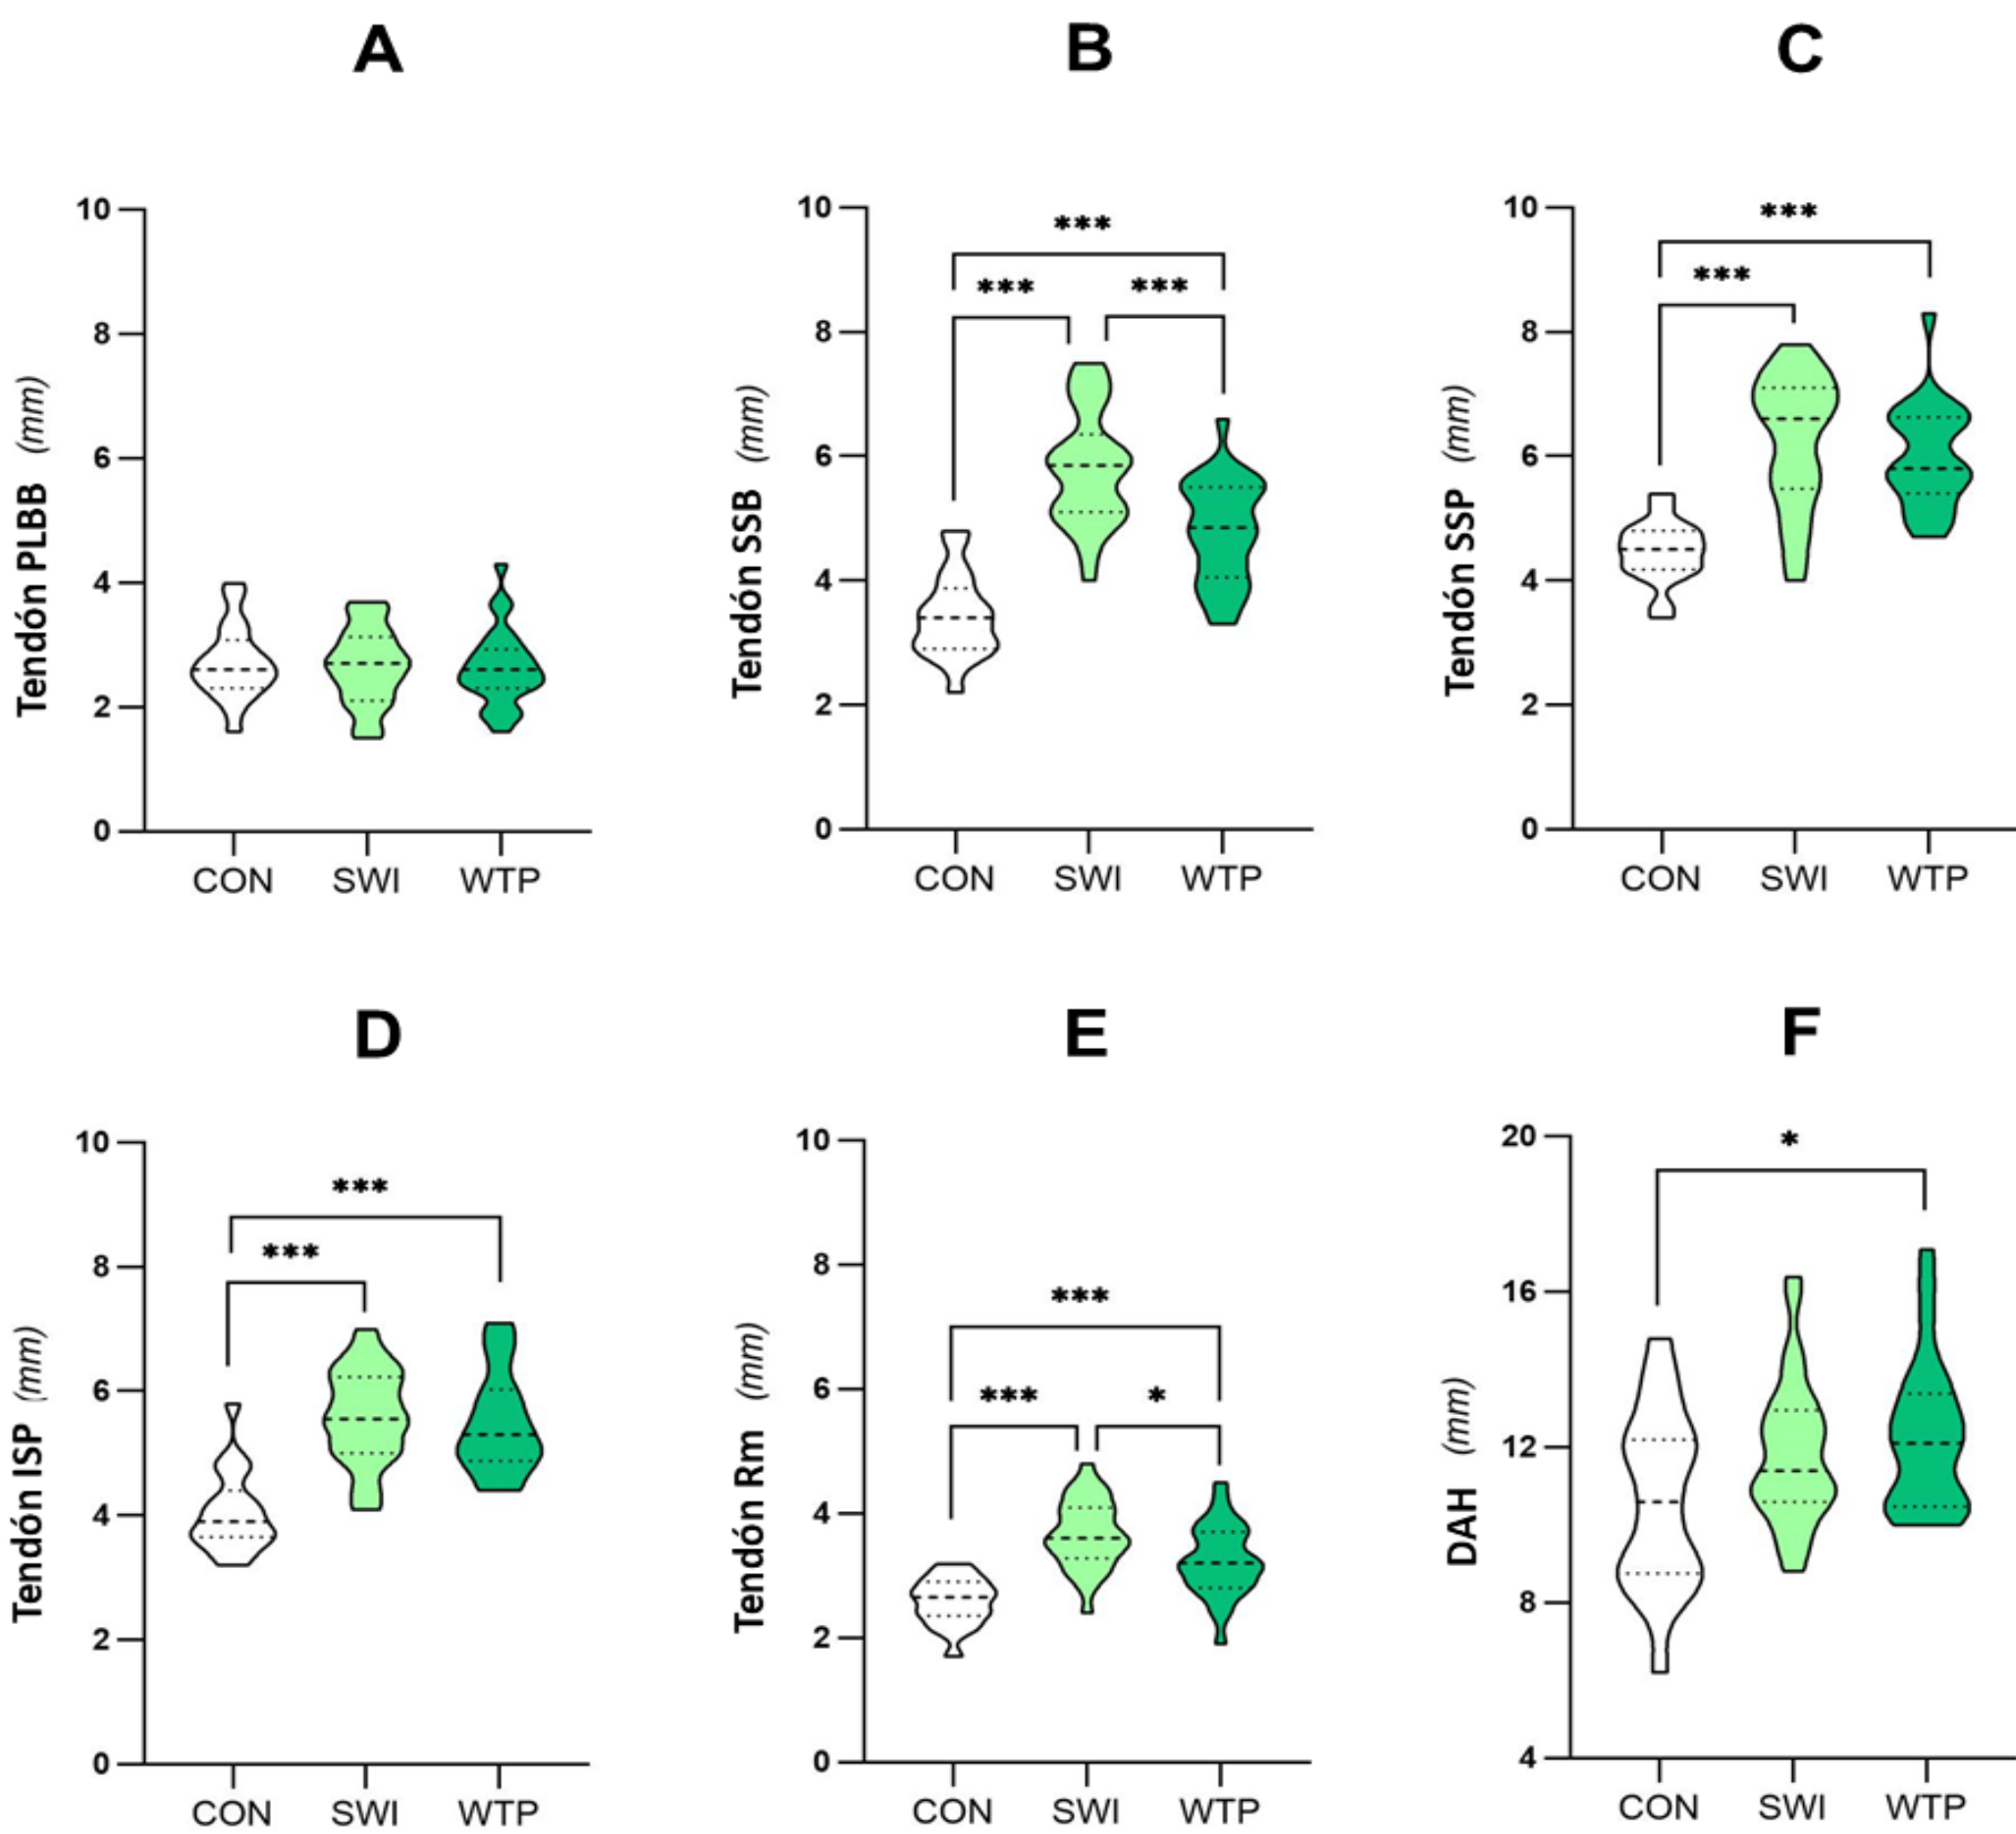 A
Tendón PLBB (mm)
10
8
6
4
2
0
CON SWI WTP
B
Tendón SSB (mm)
10
8
6
4
2
0
***
*** ***
CON SWI WTP
C
Tendón SSP (mm)
10
8
6
4
2
0
***
***
CON SWI WTP
D
Tendón ISP (mm)
10
8
6
4
2
0
***
***
CON SWI WTP
E
Tendón Rm (mm)
10
8
6
4
2
0
***
*** *
CON SWI WTP
F
DAH (mm)
20
16
12
8
4
*
CON SWI WTP